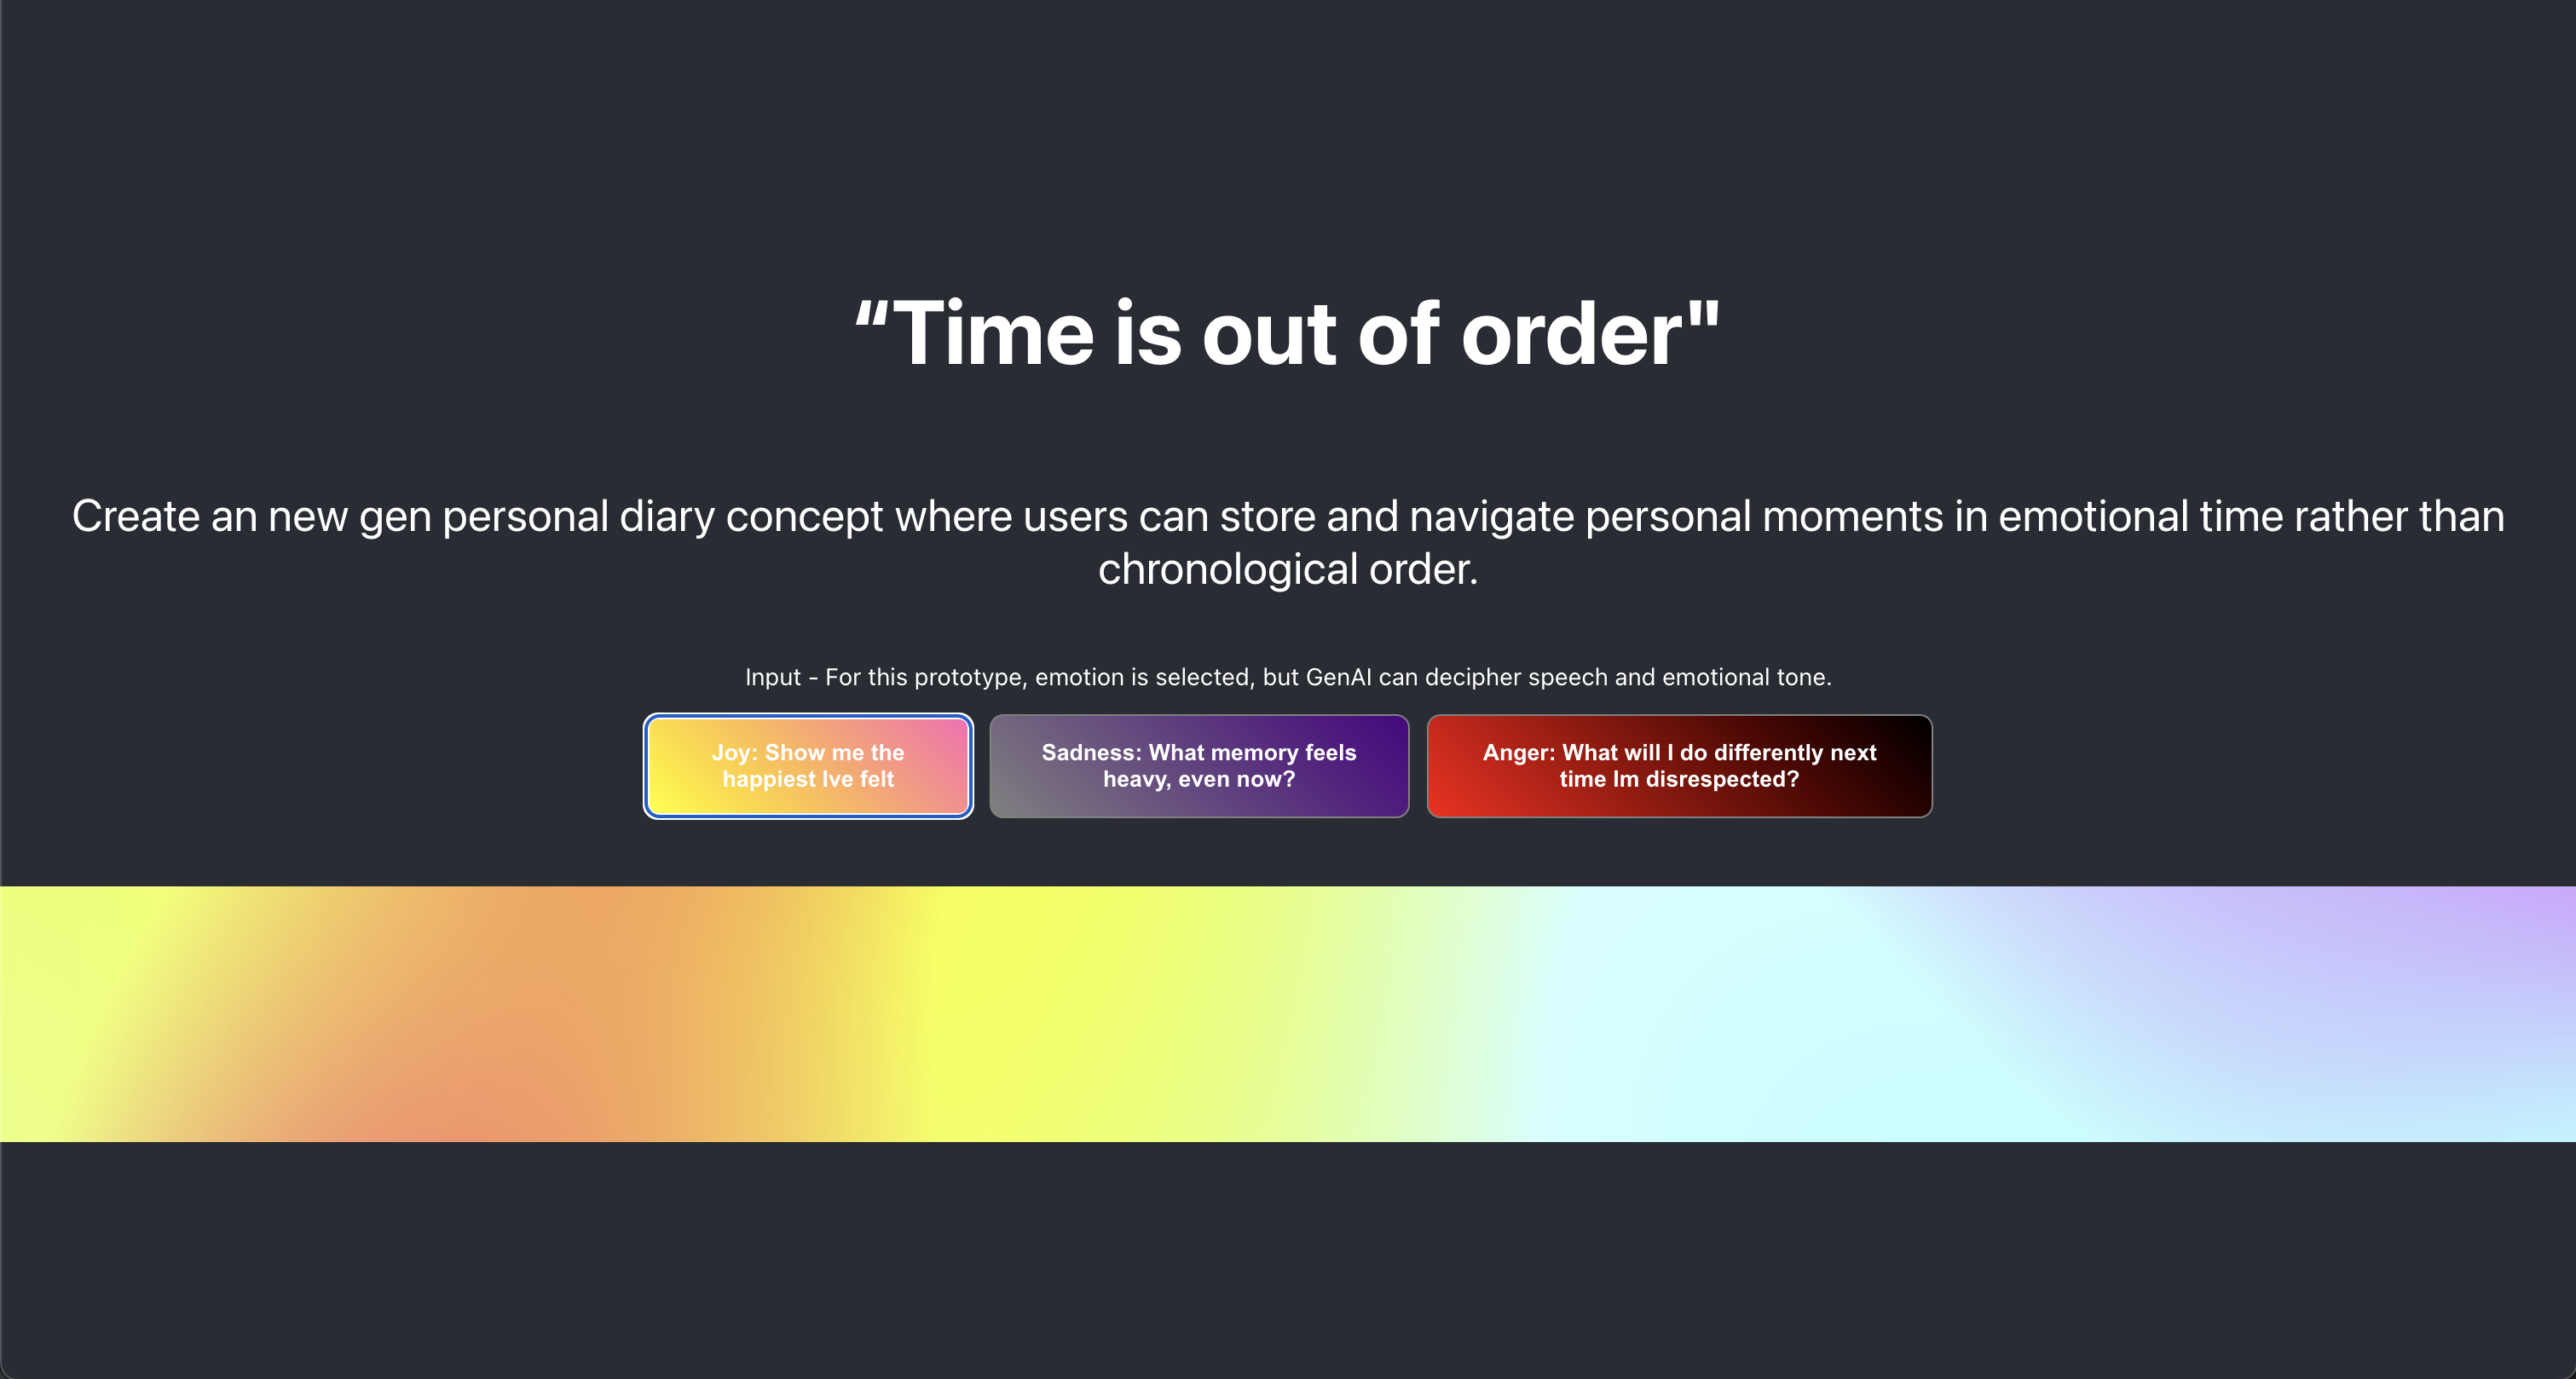 “Time is out of order"
Create an new gen personal diary concept where users can store and navigate personal moments in emotional time rather than
chronological order.
Input - For this prototype, emotion is selected, but GenAI can decipher speech and emotional tone.
Joy: Show me the
happiest Ive felt
Sadness: What memory feels
heavy, even now?
Anger: What will I do differently next
time Im disrespected?